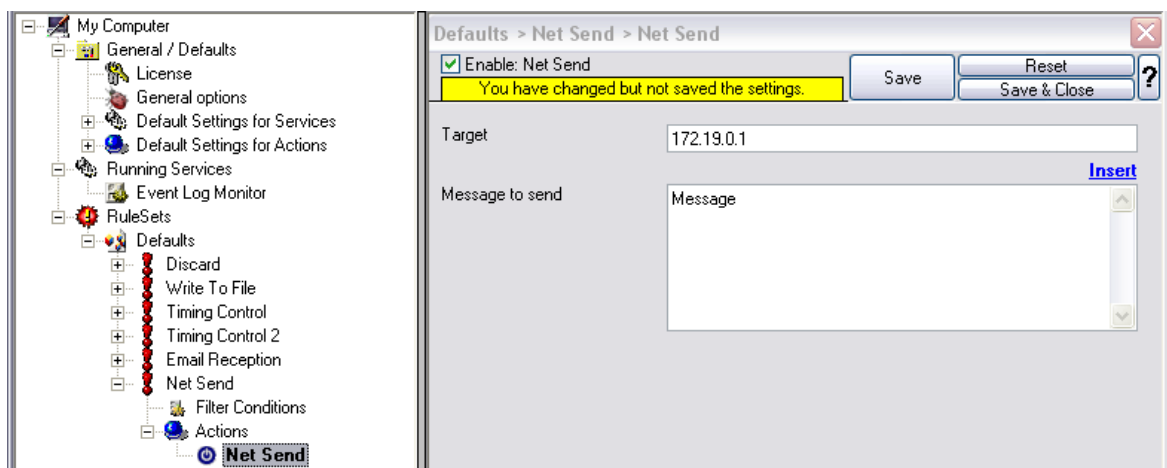 My Computer
General / Defaults
License
General options
Default Settings for Services
Default Settings for Actions
Running Services
Event Log Monitor
RuleSets
Defaults
Discard
Write To File
Timing Control
Timing Control 2
Email Reception
Net Send
Filter Conditions
Actions
Net Send
Defaults > Net Send > Net Send
Enable: Net Send
You have changed but not saved the settings.
Save
Reset
Save & Close
?
Target
172.19.0.1
Insert
Message to send
Message